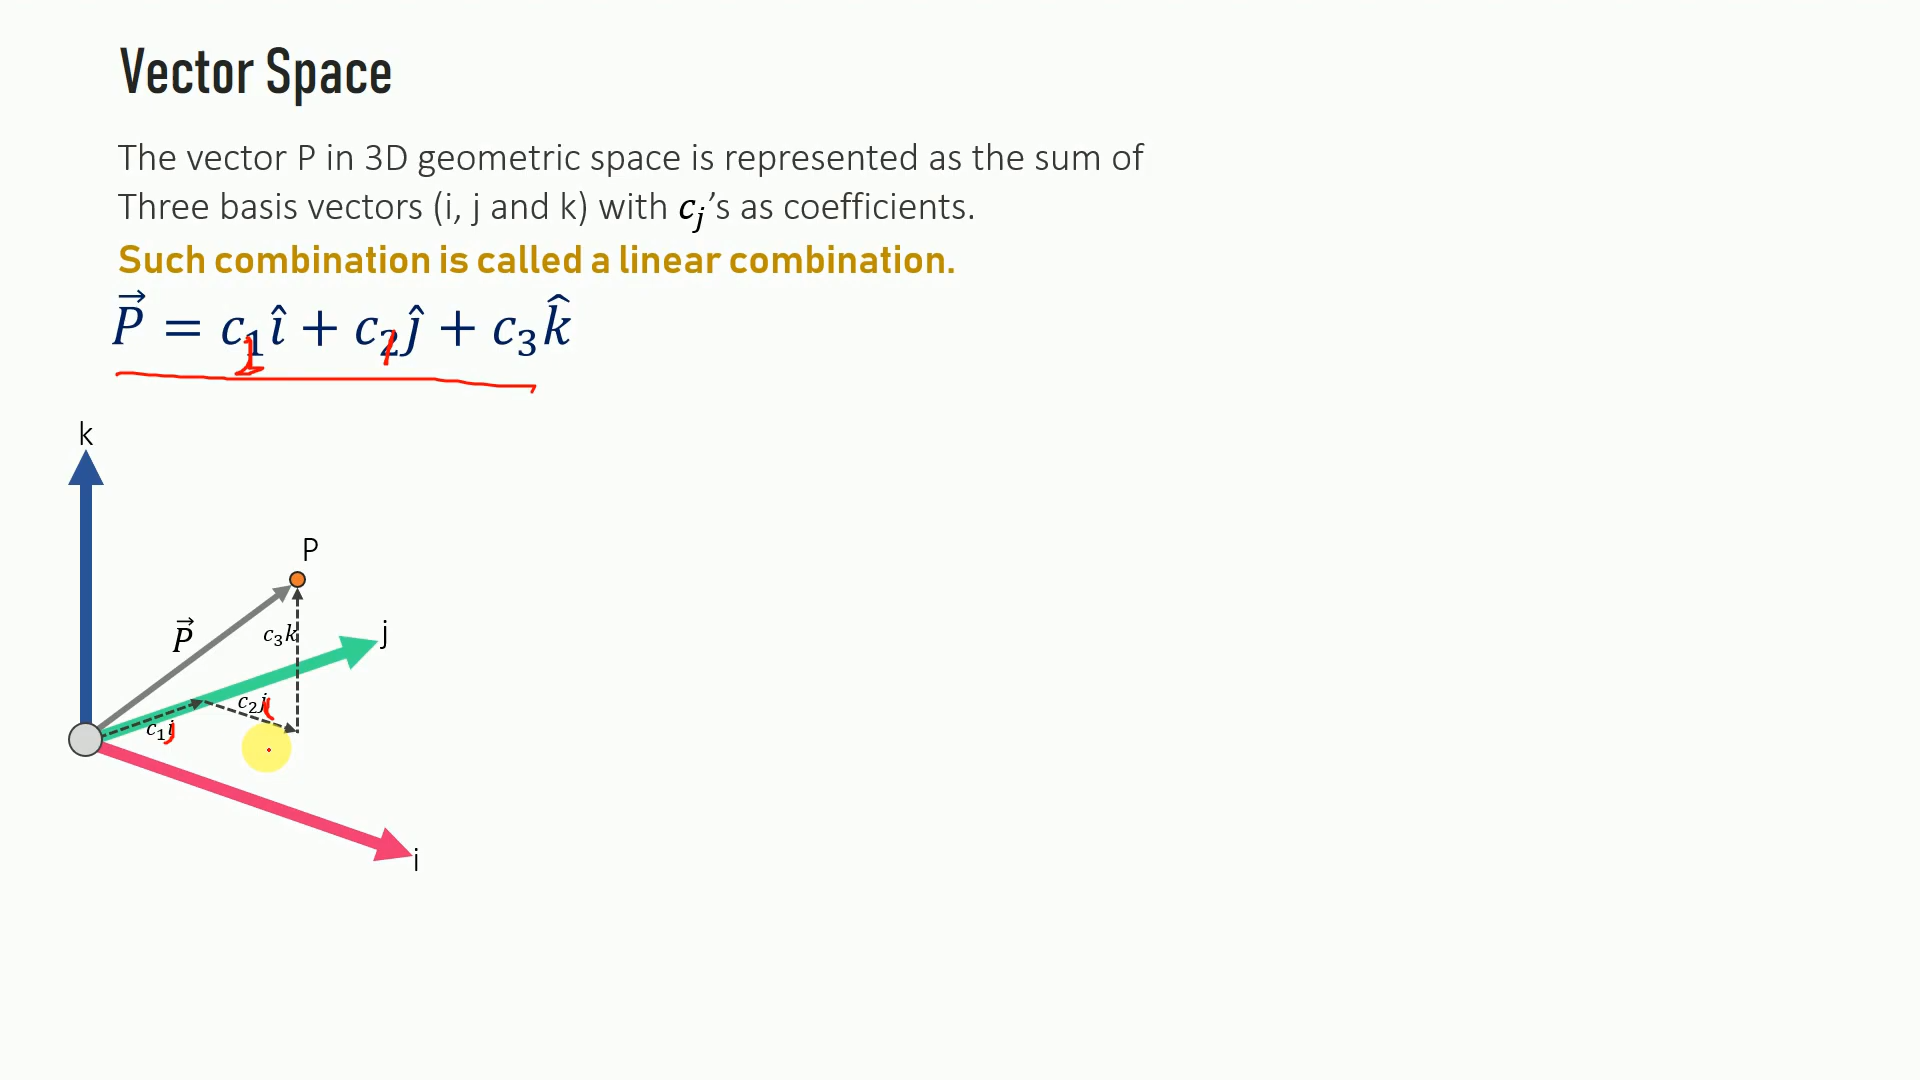 Vector Space
The vector P in 3D geometric space is represented as the sum of
Three basis vectors (i, j and k) with cⱼ's as coefficients.
Such combination is called a linear combination.
P⃗ = c₁î + c₂ĵ + c₃k̂
k
P
P⃗
c₃k
j
c₂j
c₁i
i